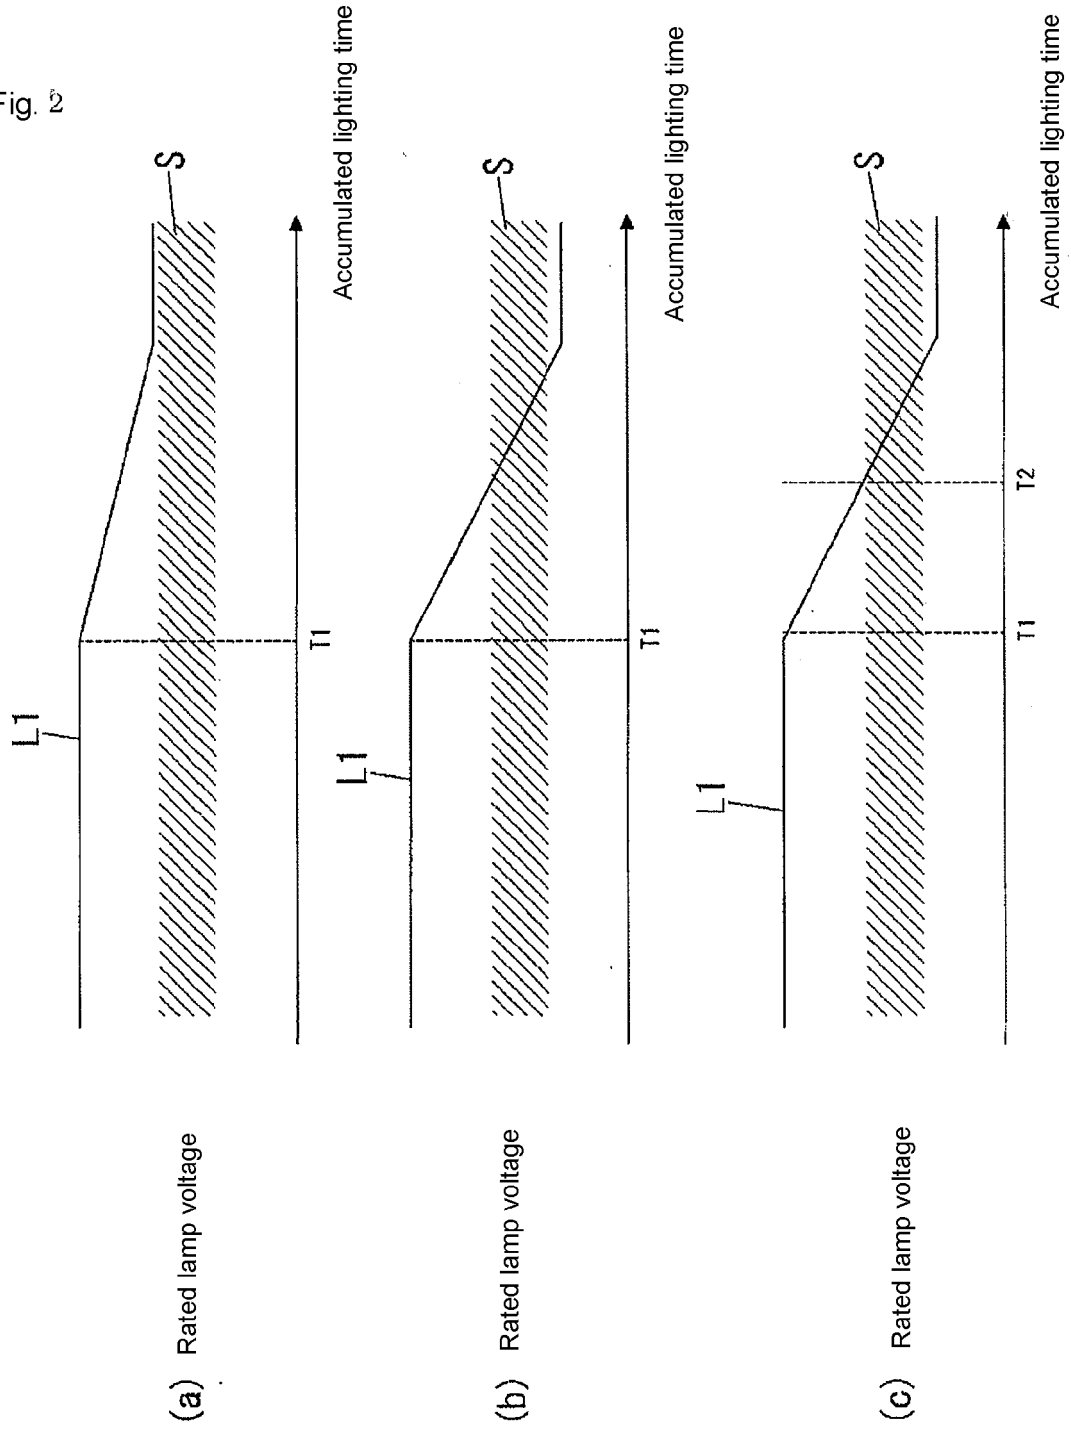 Fig. 2
(a) Rated lamp voltage
L1
S
T1
Accumulated lighting time
(b) Rated lamp voltage
L1
S
T1
Accumulated lighting time
(c) Rated lamp voltage
L1
S
T1
T2
Accumulated lighting time